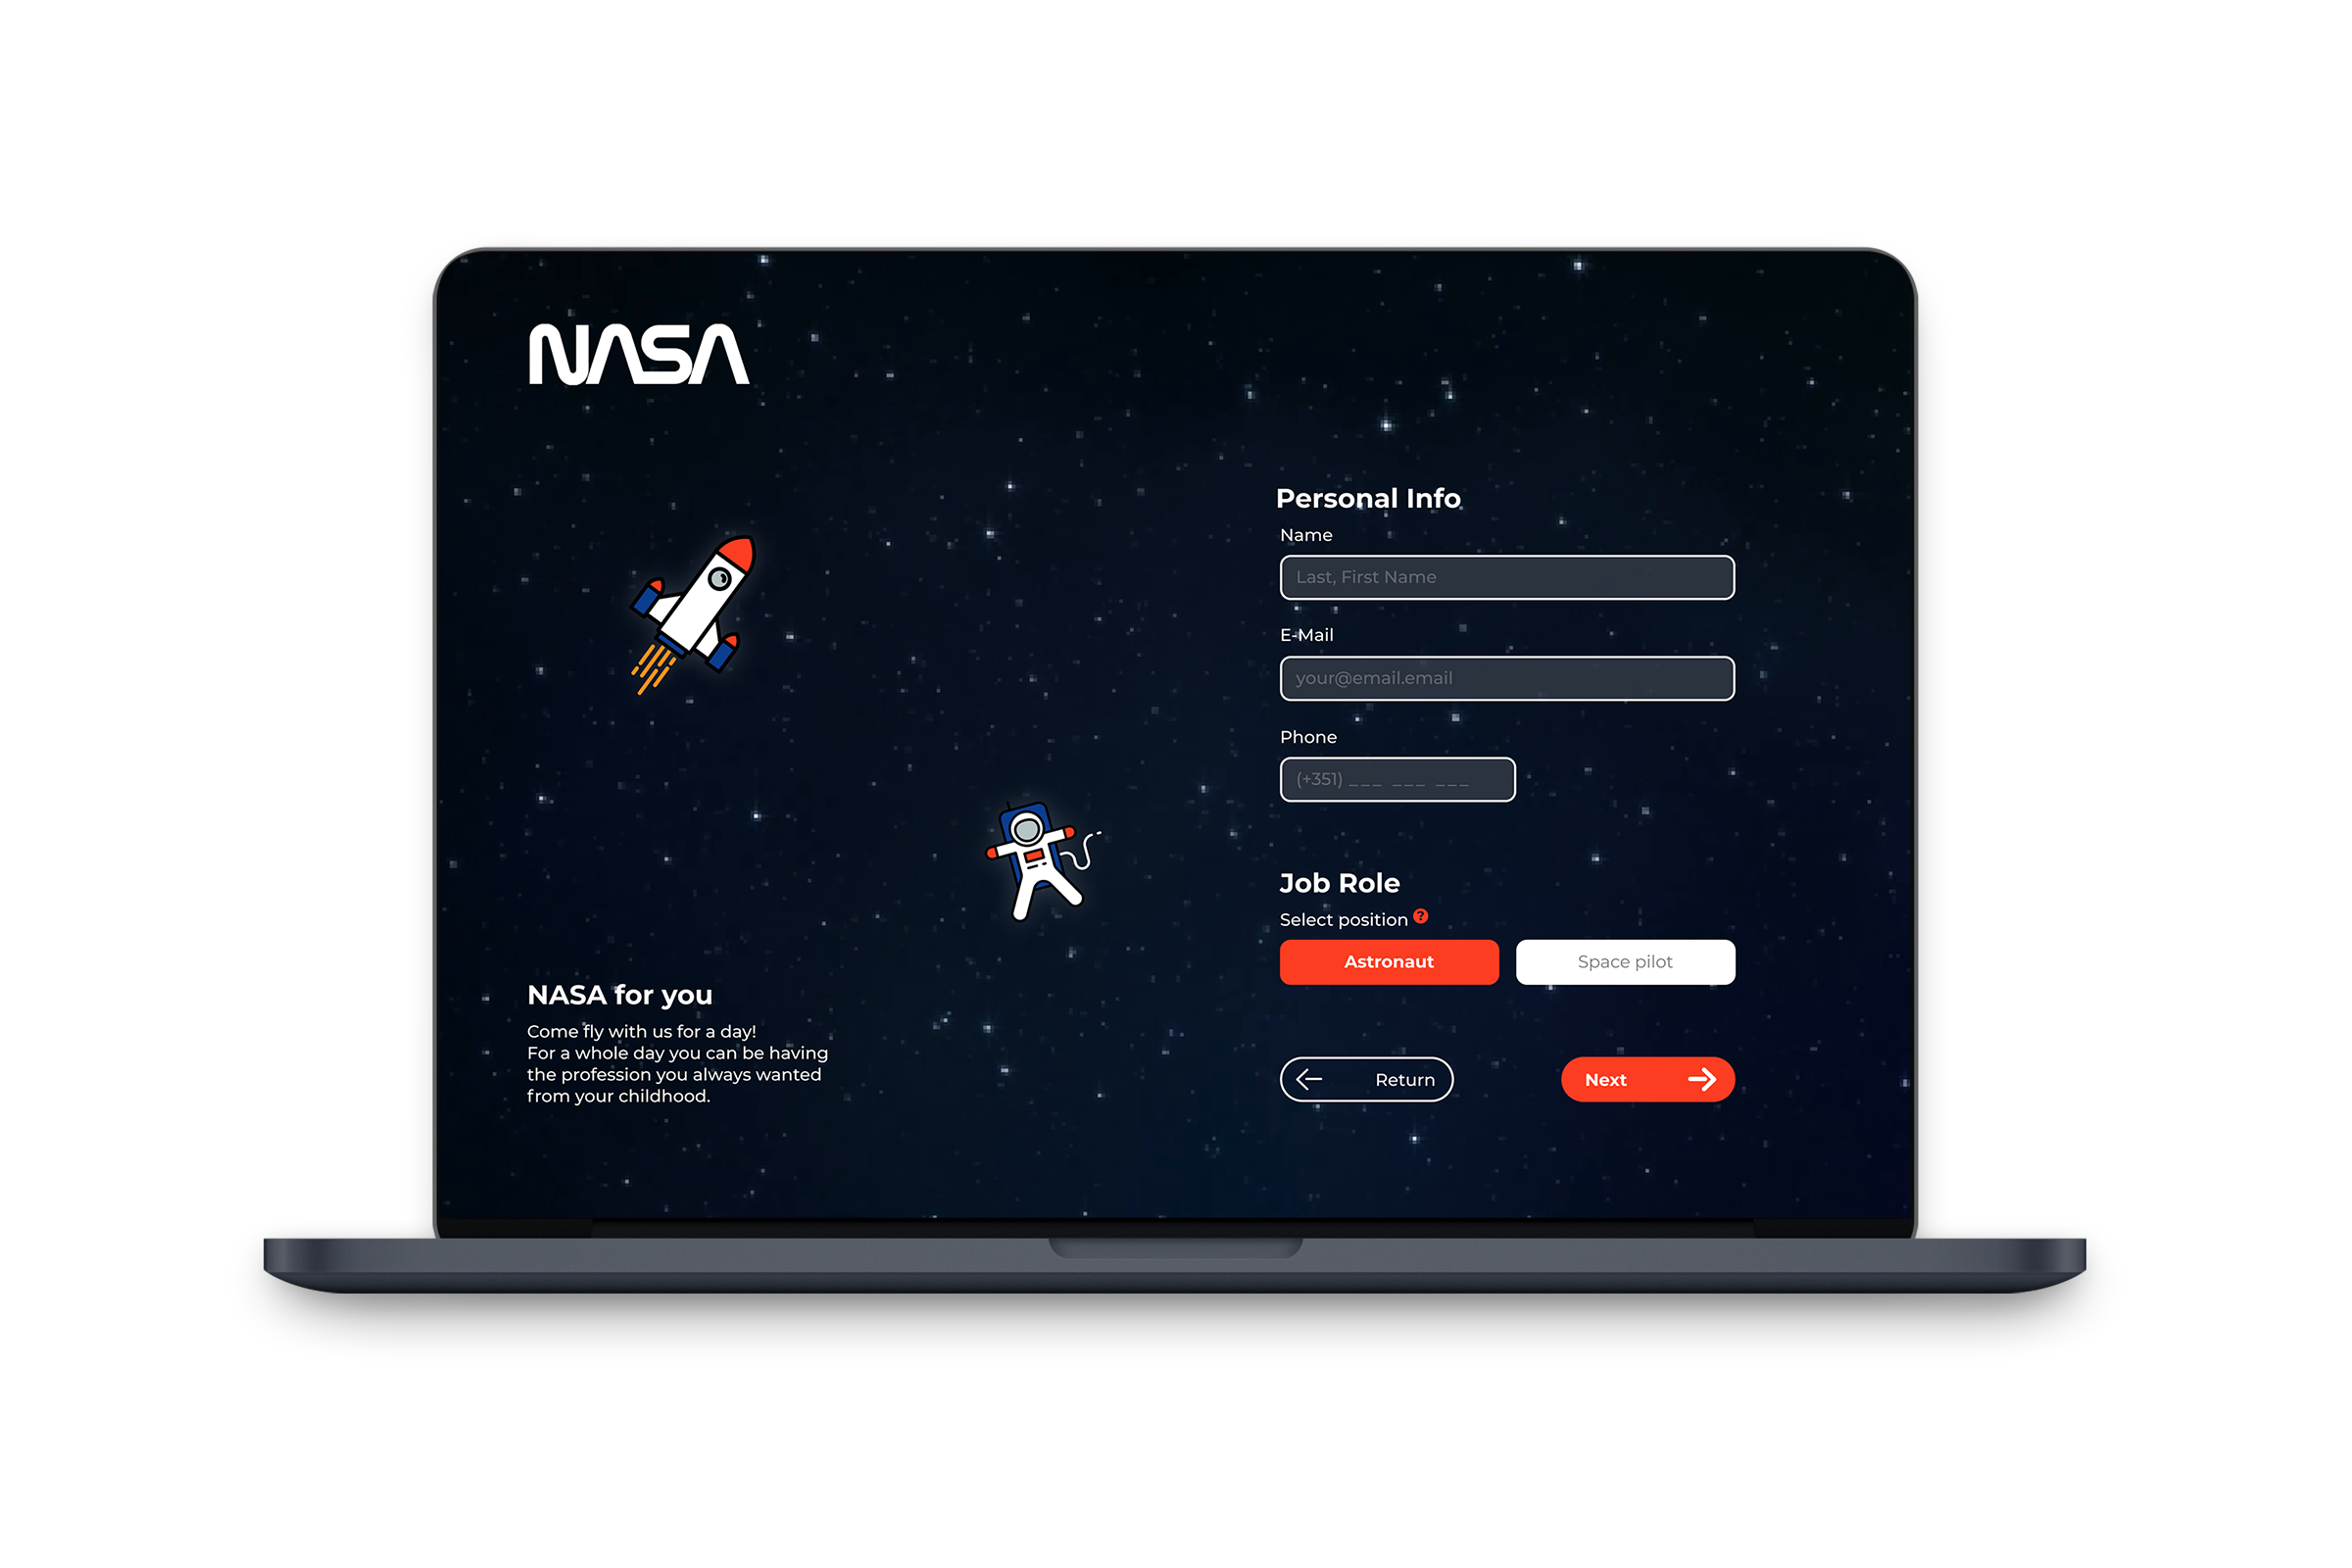 NASA
Personal Info
Name
Last, First Name
E-Mail
your@email.email
Phone
(+351) ___ ___ ___
Job Role
Select position ?
Astronaut
Space pilot
Return
Next
NASA for you
Come fly with us for a day!
For a whole day you can be having
the profession you always wanted
from your childhood.